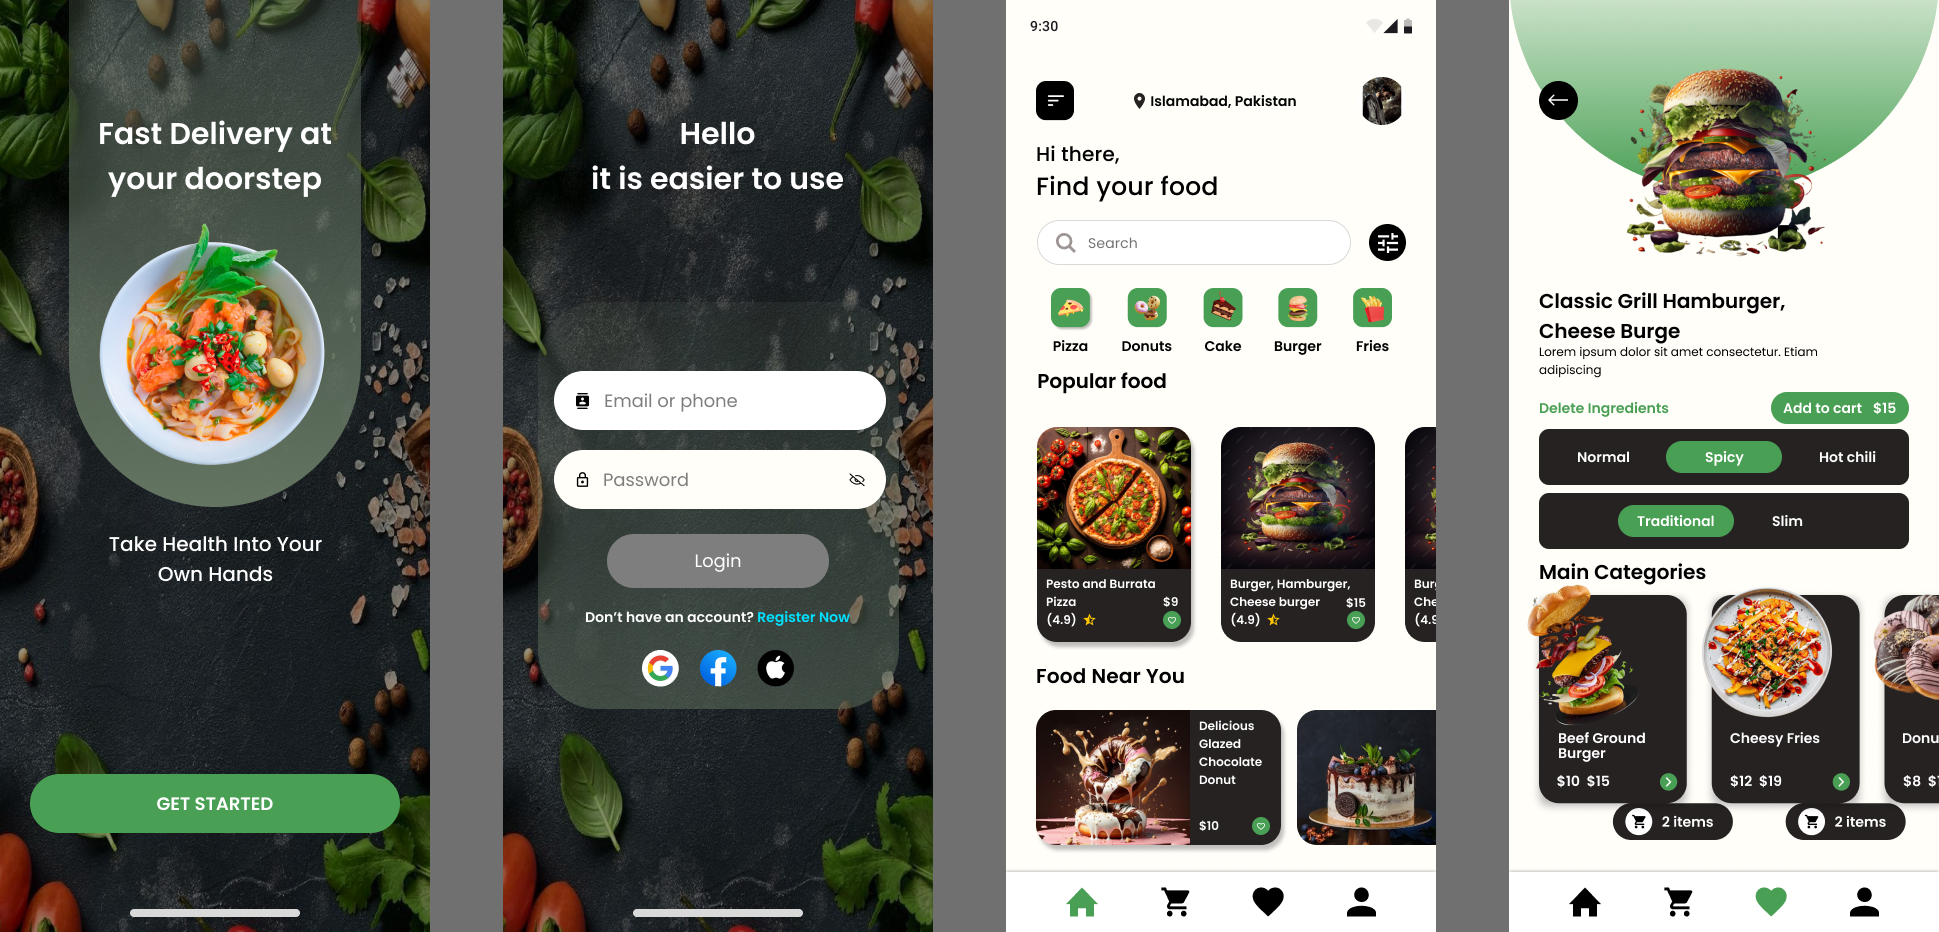 Fast Delivery at
your doorstep
Take Health Into Your
Own Hands
GET STARTED
Hello
it is easier to use
Email or phone
Password
Login
Don't have an account? Register Now
9:30
Islamabad, Pakistan
Hi there,
Find your food
Search
Pizza Donuts Cake Burger Fries
Popular food
Pesto and Burrata
Pizza $9
(4.9)
Burger, Hamburger,
Cheese burger $15
(4.9)
Food Near You
Delicious
Glazed
Chocolate
Donut
$10
Classic Grill Hamburger,
Cheese Burge
Lorem ipsum dolor sit amet consectetur. Etiam
adipiscing
Delete Ingredients Add to cart $15
Normal Spicy Hot chili
Traditional Slim
Main Categories
Beef Ground
Burger
$10 $15
Cheesy Fries
$12 $19
$8
2 items
2 items